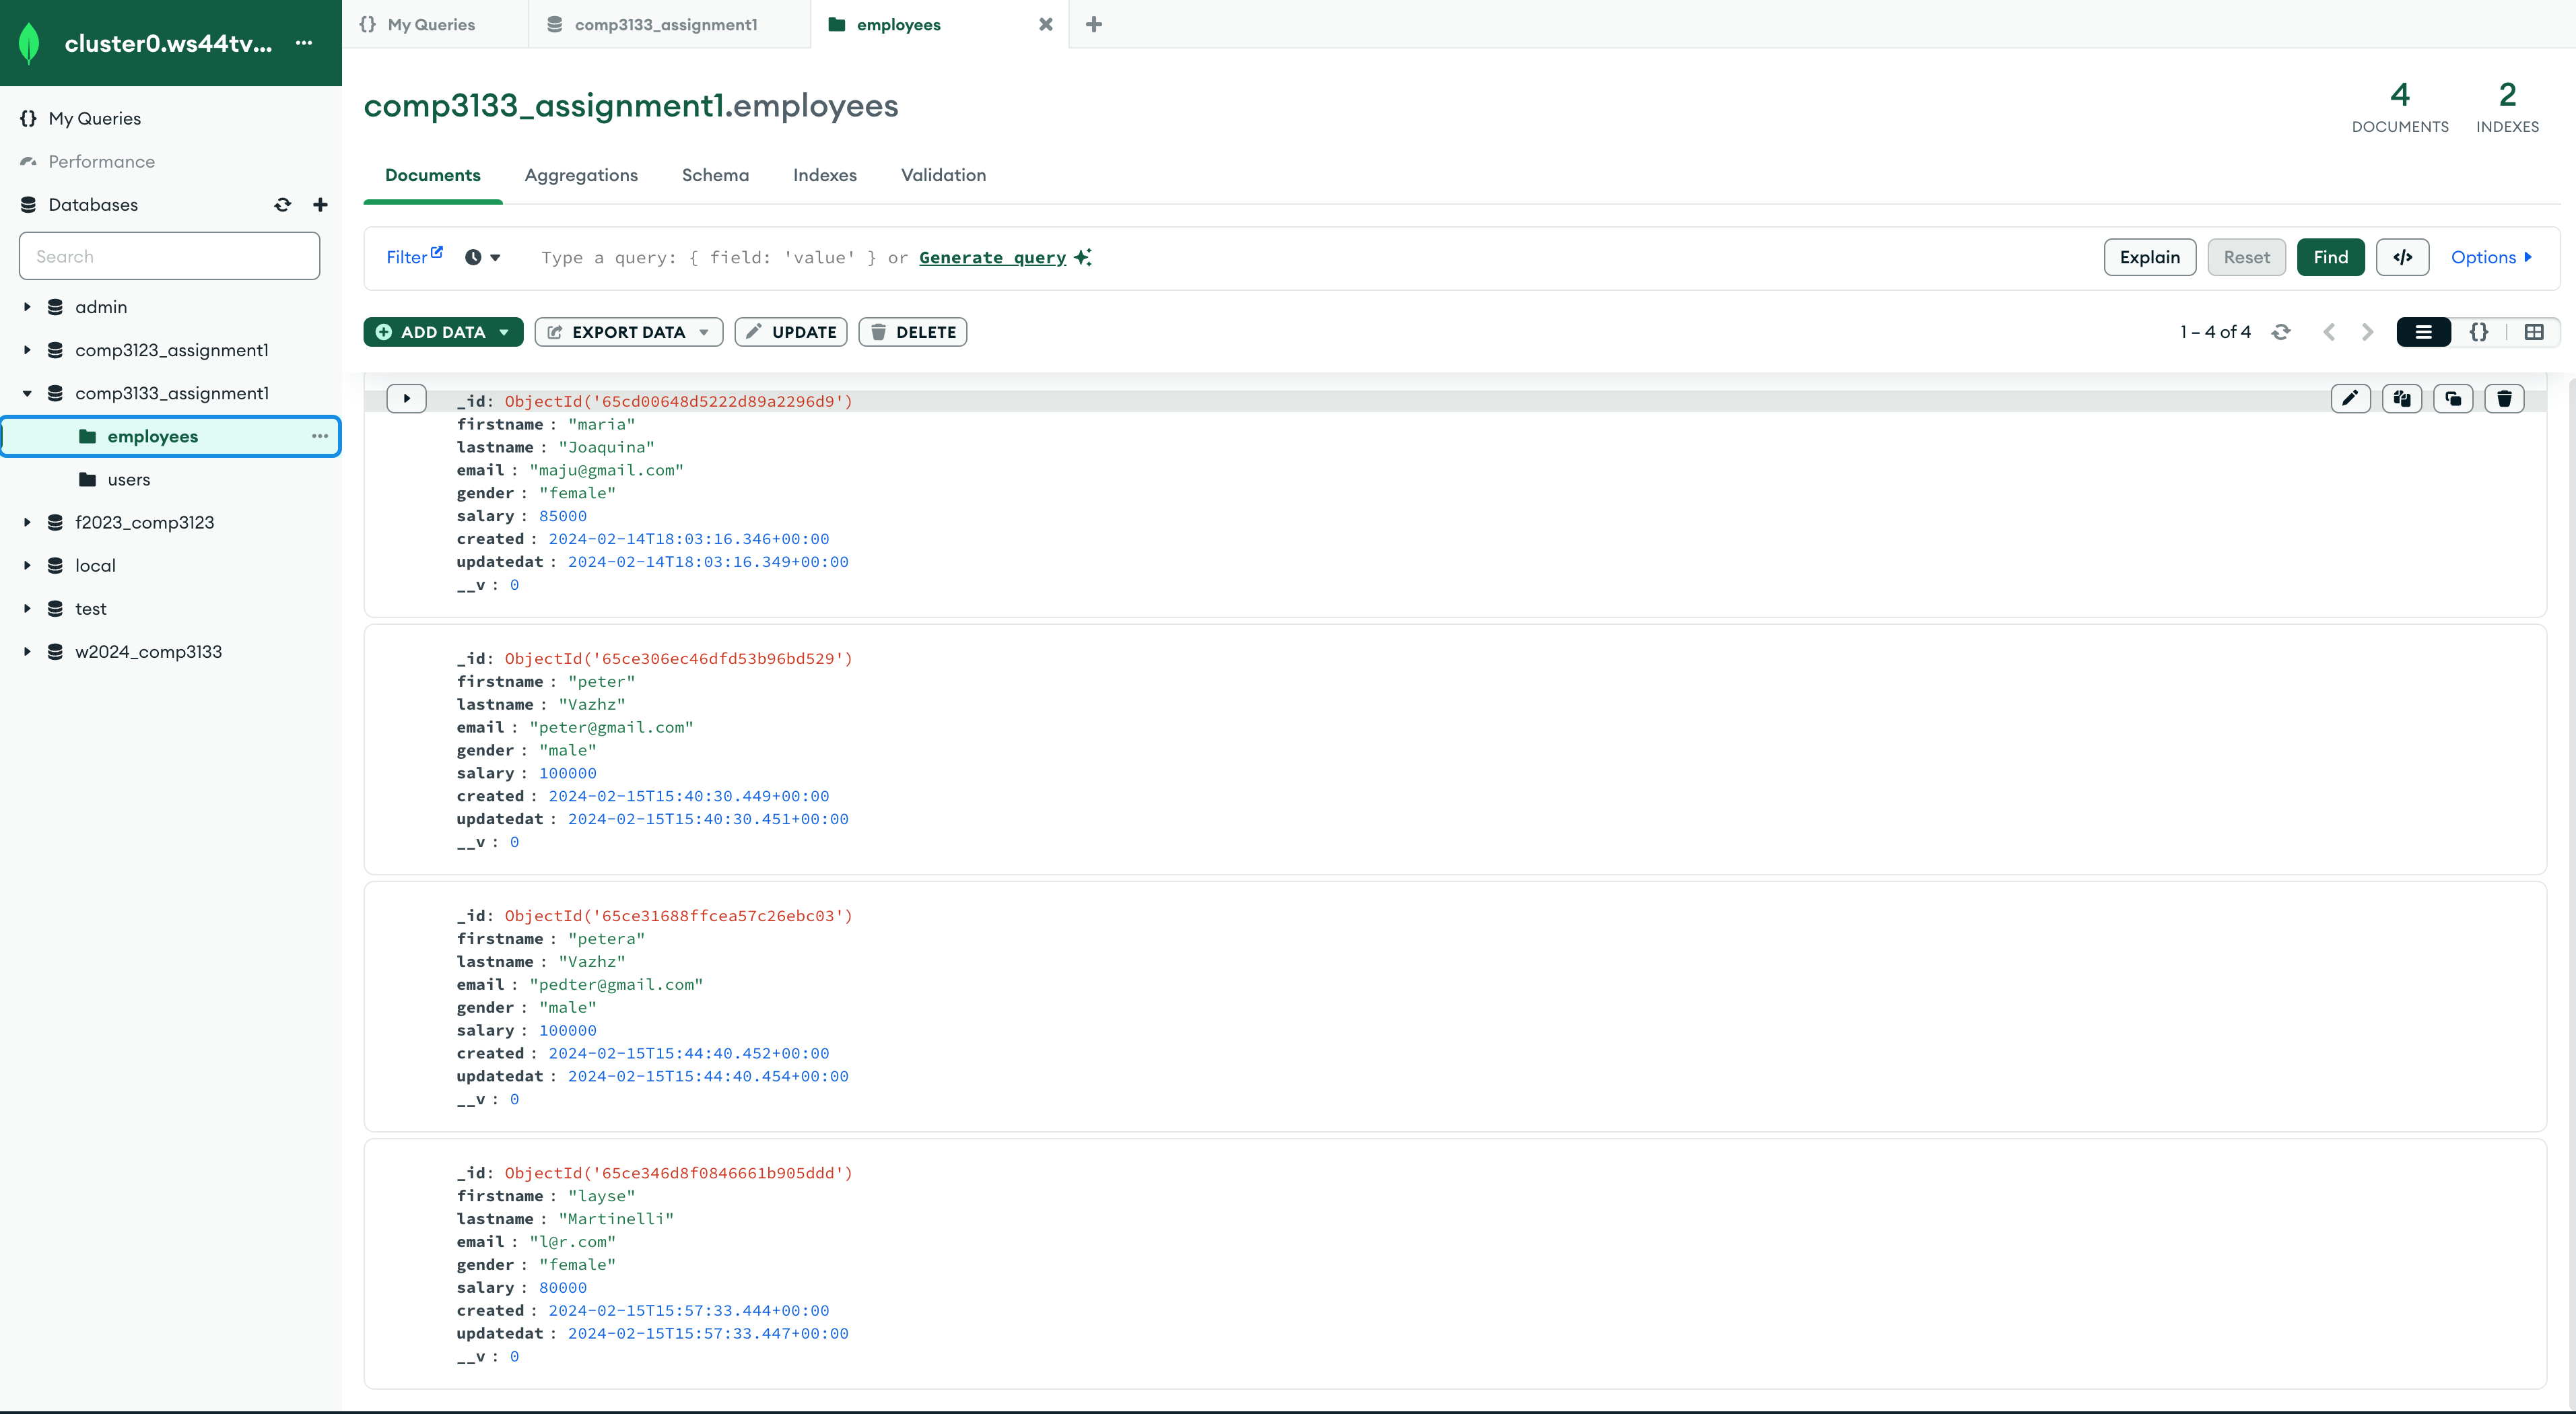 cluster0.ws44tv...
My Queries
Performance
Databases
Search
admin
comp3123_assignment1
comp3133_assignment1
employees
users
f2023_comp3123
local
test
w2024_comp3133
{} My Queries
comp3133_assignment1
employees
comp3133_assignment1.employees
4
DOCUMENTS
2
INDEXES
Documents
Aggregations
Schema
Indexes
Validation
Filter
Type a query: { field: 'value' } or Generate query
Explain
Reset
Find
</>
Options
ADD DATA
EXPORT DATA
UPDATE
DELETE
1 – 4 of 4
{}
_id: ObjectId('65cd00648d5222d89a2296d9')
firstname : "maria"
lastname : "Joaquina"
email : "maju@gmail.com"
gender : "female"
salary : 85000
created : 2024-02-14T18:03:16.346+00:00
updatedat : 2024-02-14T18:03:16.349+00:00
__v : 0
_id: ObjectId('65ce306ec46dfd53b96bd529')
firstname : "peter"
lastname : "Vazhz"
email : "peter@gmail.com"
gender : "male"
salary : 100000
created : 2024-02-15T15:40:30.449+00:00
updatedat : 2024-02-15T15:40:30.451+00:00
__v : 0
_id: ObjectId('65ce31688ffcea57c26ebc03')
firstname : "petera"
lastname : "Vazhz"
email : "pedter@gmail.com"
gender : "male"
salary : 100000
created : 2024-02-15T15:44:40.452+00:00
updatedat : 2024-02-15T15:44:40.454+00:00
__v : 0
_id: ObjectId('65ce346d8f0846661b905ddd')
firstname : "layse"
lastname : "Martinelli"
email : "l@r.com"
gender : "female"
salary : 80000
created : 2024-02-15T15:57:33.444+00:00
updatedat : 2024-02-15T15:57:33.447+00:00
__v : 0